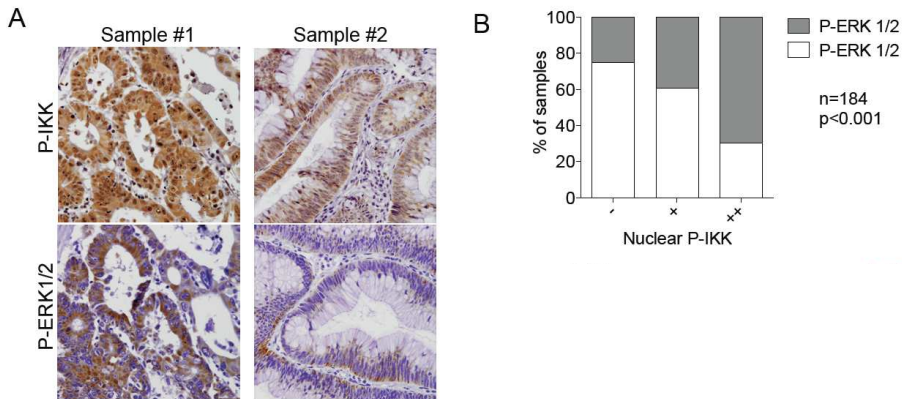 A
Sample #1
Sample #2
P-IKK
P-ERK1/2
B
% of samples
100
80
60
40
20
0
-
+
++
Nuclear P-IKK
P-ERK 1/2
P-ERK 1/2
n=184
p<0.001